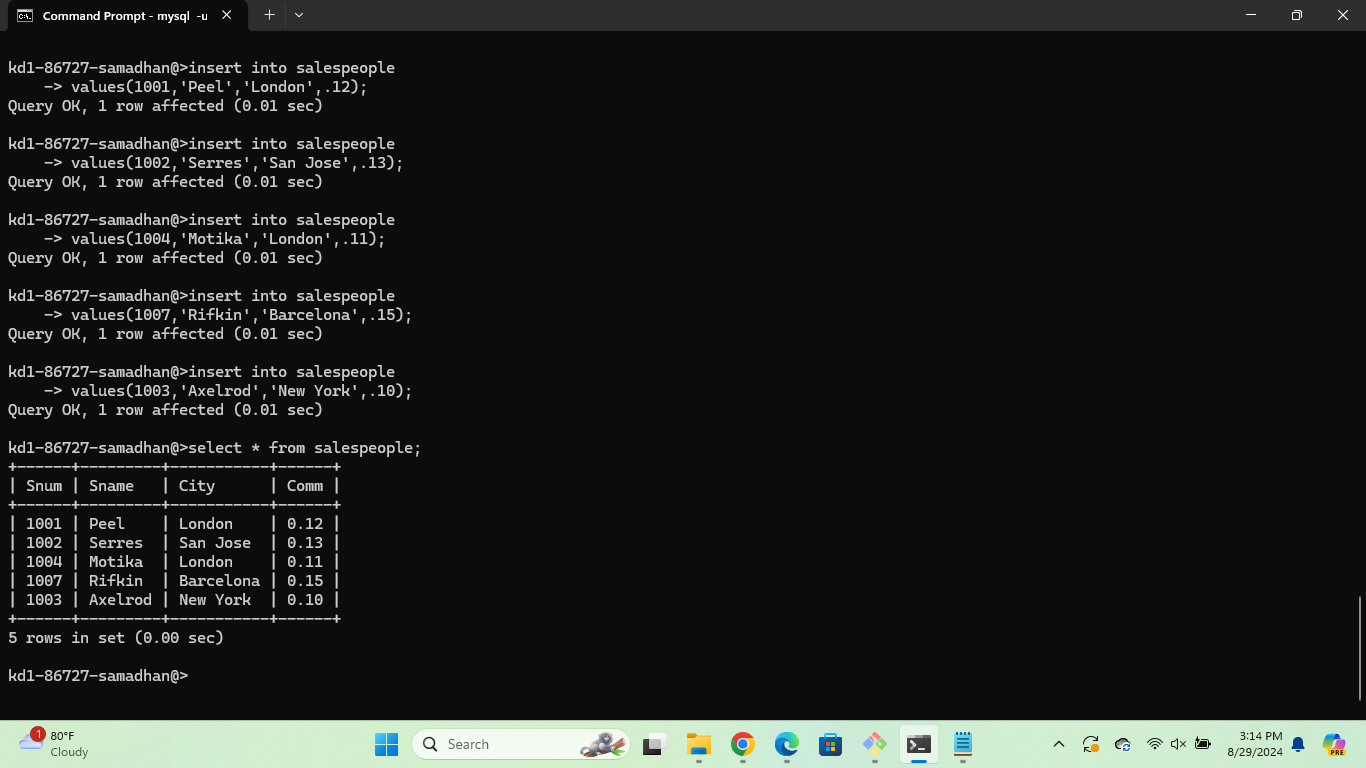 Command Prompt - mysql -u
kd1-86727-samadhan@>insert into salespeople
    -> values(1001,'Peel','London',.12);
Query OK, 1 row affected (0.01 sec)
kd1-86727-samadhan@>insert into salespeople
    -> values(1002,'Serres','San Jose',.13);
Query OK, 1 row affected (0.01 sec)
kd1-86727-samadhan@>insert into salespeople
    -> values(1004,'Motika','London',.11);
Query OK, 1 row affected (0.01 sec)
kd1-86727-samadhan@>insert into salespeople
    -> values(1007,'Rifkin','Barcelona',.15);
Query OK, 1 row affected (0.01 sec)
kd1-86727-samadhan@>insert into salespeople
    -> values(1003,'Axelrod','New York',.10);
Query OK, 1 row affected (0.01 sec)
kd1-86727-samadhan@>select * from salespeople;
+------+---------+-----------+------+
| Snum | Sname   | City      | Comm |
+------+---------+-----------+------+
| 1001 | Peel    | London    | 0.12 |
| 1002 | Serres  | San Jose  | 0.13 |
| 1004 | Motika  | London    | 0.11 |
| 1007 | Rifkin  | Barcelona | 0.15 |
| 1003 | Axelrod | New York  | 0.10 |
+------+---------+-----------+------+
5 rows in set (0.00 sec)
kd1-86727-samadhan@>
1
80°F
Cloudy
Search
3:14 PM
8/29/2024
PRE